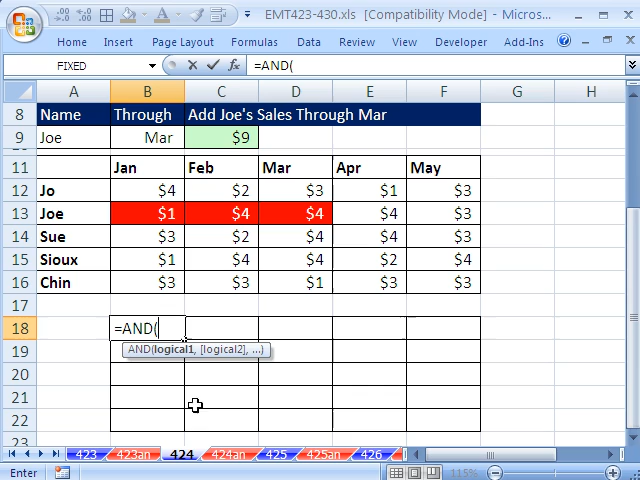 EMT423-430.xls [Compatibility Mode] - Micros...
Home Insert Page Layout Formulas Data Review View Developer Add-Ins
FIXED =AND(
A B C D E F G H
8 Name Through Add Joe's Sales Through Mar
9 Joe Mar $9
11 Jan Feb Mar Apr May
12 Jo $4 $2 $3 $1 $3
13 Joe $1 $4 $4 $4 $3
14 Sue $3 $2 $4 $4 $3
15 Sioux $1 $4 $4 $2 $4
16 Chin $3 $3 $1 $3 $3
17
18 =AND(
19 AND(logical1, [logical2], ...)
20
21
22
23
423 423an 424 424an 425 425an 426
Enter 115%